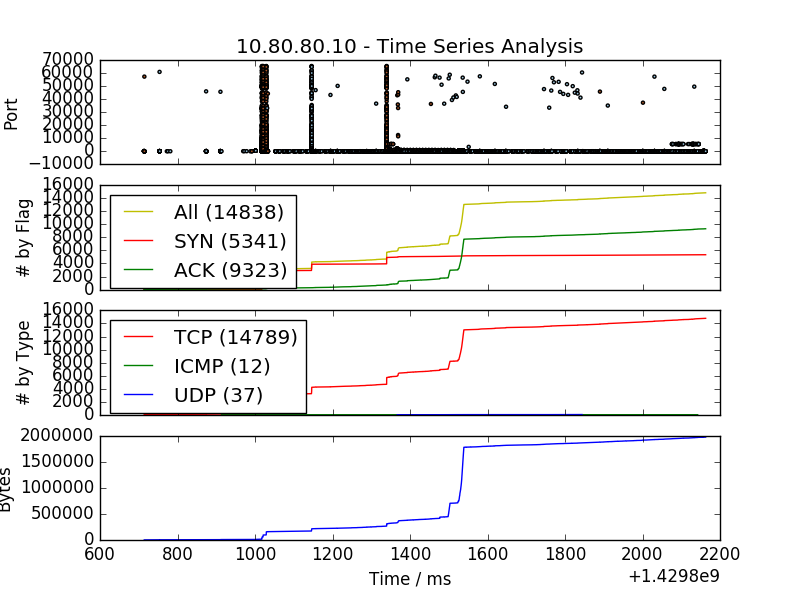 10.80.80.10 - Time Series Analysis
70000
60000
50000
40000
30000
20000
10000
0
−10000
Port
16000
14000
12000
10000
8000
6000
4000
2000
0
# by Flag
All (14838)
SYN (5341)
ACK (9323)
16000
14000
12000
10000
8000
6000
4000
2000
0
# by Type
TCP (14789)
ICMP (12)
UDP (37)
2000000
1500000
1000000
500000
0
Bytes
600 800 1000 1200 1400 1600 1800 2000 2200
Time / ms
+1.4298e9